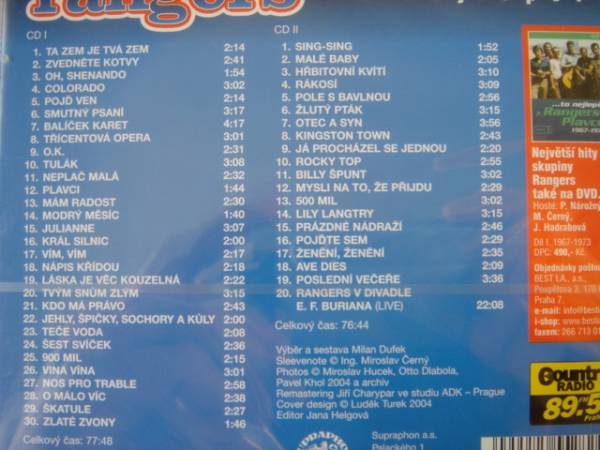 rangers
CD I
1. TA ZEM JE TVÁ ZEM 2:14
2. ZVEDNĚTE KOTVY 2:41
3. OH, SHENANDO 1:54
4. COLORADO 3:02
5. POJĎ VEN 2:14
6. SMUTNÝ PSANÍ 3:17
7. BALÍČEK KARET 4:17
8. TŘÍCENTOVÁ OPERA 3:01
9. O.K. 2:31
10. TULÁK 3:08
11. NEPLAČ MALÁ 2:32
12. PLAVCI 1:44
13. MÁM RADOST 2:30
14. MODRÝ MĚSÍC 1:40
15. JULIANNE 3:07
16. KRÁL SILNIC 2:00
17. VÍM, VÍM 2:17
18. NÁPIS KŘÍDOU 2:18
19. LÁSKA JE VĚC KOUZELNÁ 2:22
20. TVÝM SNŮM ZLÝM 3:15
21. KDO MÁ PRÁVO 2:43
22. JEHLY, ŠPIČKY, SOCHORY A KŮLY 2:00
23. TEČE VODA 2:08
24. ŠEST SVÍČEK 2:36
25. 900 MIL 2:15
26. VINA VÍNA 3:01
27. NOS PRO TRABLE 2:58
28. O MÁLO VÍC 2:38
29. ŠKATULE 2:27
30. ZLATÉ ZVONY 1:46
Celkový čas: 77:48
CD II
1. SING-SING 1:52
2. MALÉ BABY 2:05
3. HŘBITOVNÍ KVÍTÍ 3:10
4. RÁKOSÍ 3:09
5. POLE S BAVLNOU 2:56
6. ŽLUTÝ PTÁK 3:15
7. OTEC A SYN 3:56
8. KINGSTON TOWN 2:43
9. JÁ PROCHÁZEL SE JEDNOU 2:20
10. ROCKY TOP 2:55
11. BILLY ŠPUNT 3:02
12. MYSLI NA TO, ŽE PŘIJDU 2:29
13. 500 MIL 3:02
14. LILY LANGTRY 3:15
15. PRÁZDNÉ NÁDRAŽÍ 2:46
16. POJĎTE SEM 2:29
17. ŽENĚNÍ, ŽENĚNÍ 2:35
18. AVE DIES 2:09
19. POSLEDNÍ VEČEŘE 3:36
20. RANGERS V DIVADLE
E. F. BURIANA (LIVE) 22:08
Celkový čas: 76:44
Výběr a sestava Milan Dufek
Sleevenote © Ing. Miroslav Černý
Photos © Miroslav Hucek, Otto Dlabola,
Pavel Khol 2004 a archiv
Remastering Jiří Charypar ve studiu ADK – Prague
Cover design © Luděk Turek 2004
Editor Jana Helgová
SUPRAPHON
Supraphon a.s.
Palackého 1
...to nejlepší
Rangers
Plavci
Největší hity
skupiny
Rangers
také na DVD.
Hosté: P. Nárožný
M. Černý,
J. Hadrabová
Díl I. 1967-1973
DPC: 490,- Kč.
Objednávky poštou
BEST I.A.,
Pospěchova 3,
Praha 7.
e-mail:
i-shop:
faxem: 266 713
Country
RADIO
89.5